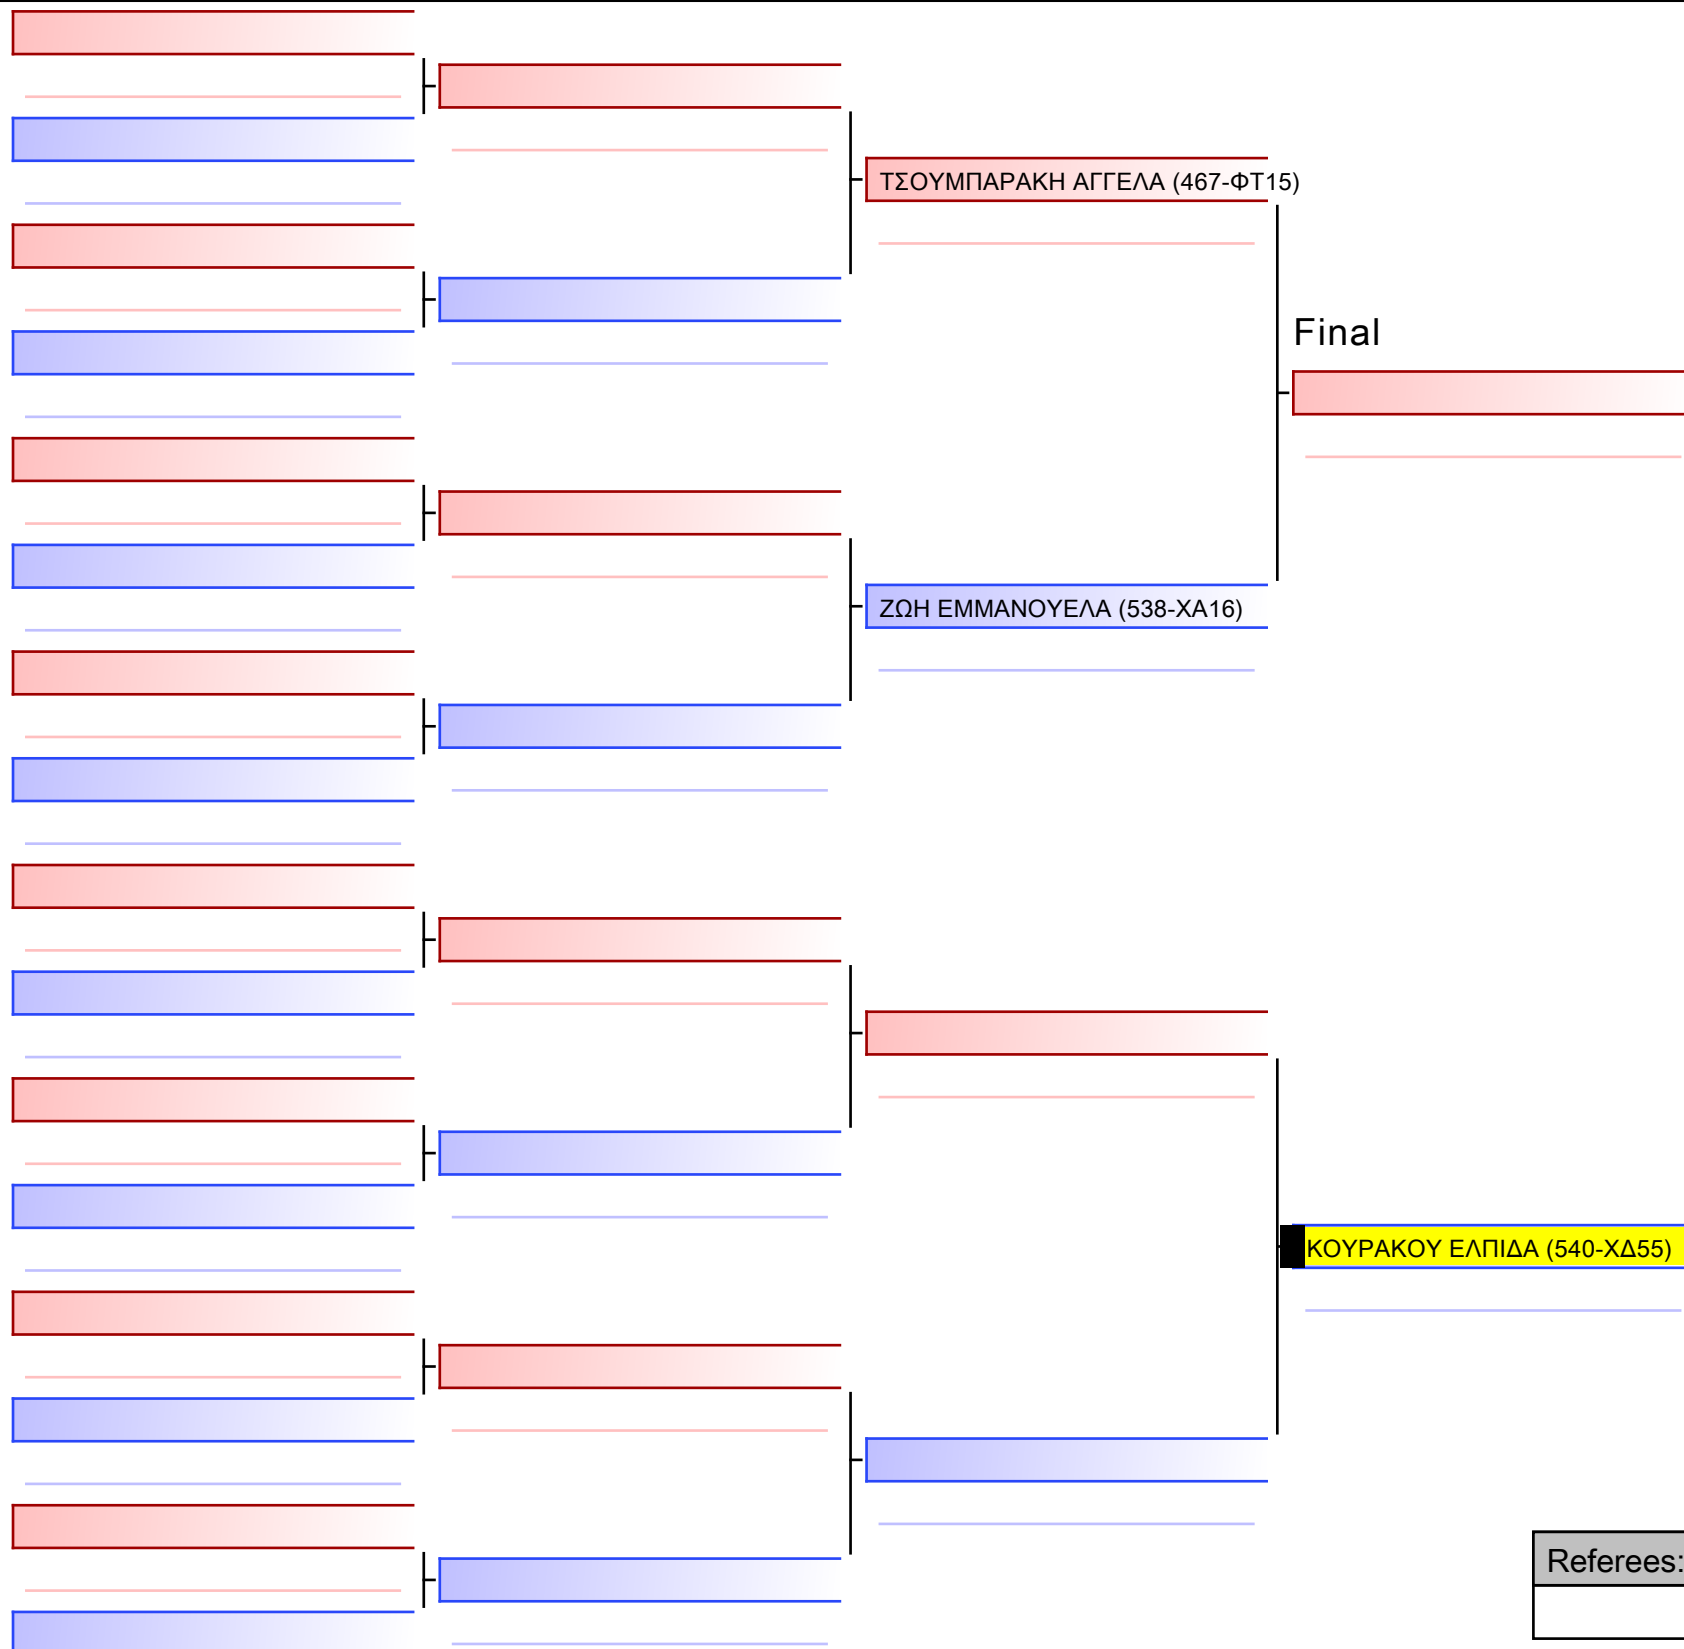 ΤΣΟΥΜΠΑΡΑΚΗ ΑΓΓΕΛΑ (467-ΦΤ15)
Final
ΖΩΗ ΕΜΜΑΝΟΥΕΛΑ (538-ΧΑ16)
ΚΟΥΡΑΚΟΥ ΕΛΠΙΔΑ (540-ΧΔ55)
Referees: